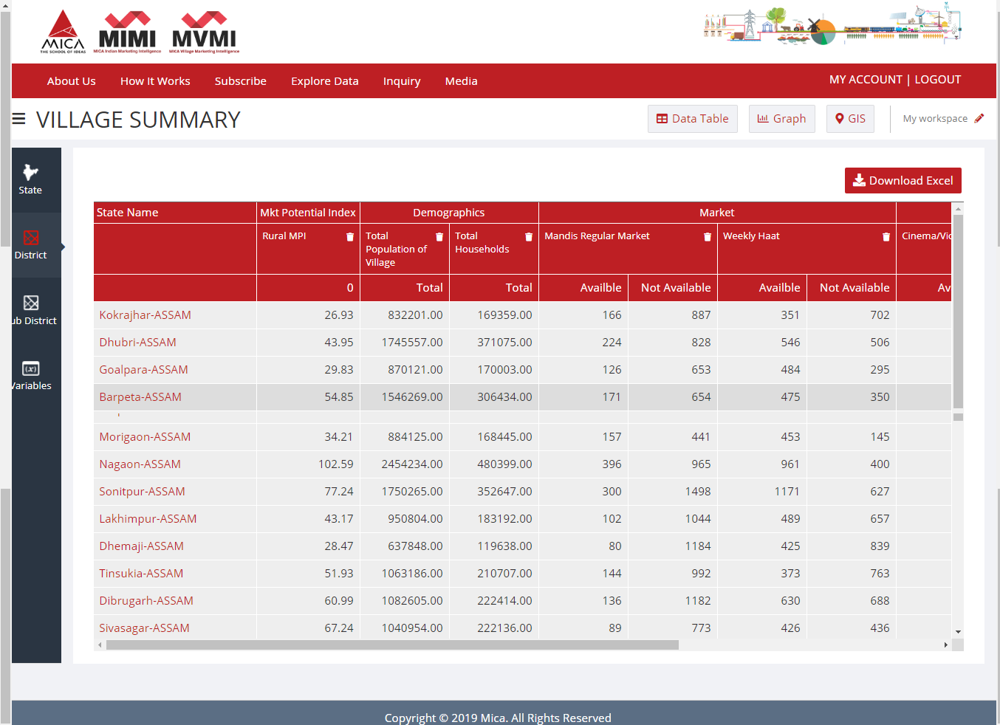 MICA
THE SCHOOL OF IDEAS
MIMI
MICA Indian Marketing Intelligence
MVMI
MICA Village Marketing Intelligence
About Us How It Works Subscribe Explore Data Inquiry Media MY ACCOUNT | LOGOUT
VILLAGE SUMMARY Data Table Graph GIS My workspace
State
District
ub District
Variables
Download Excel
State Name Mkt Potential Index Demographics Market
Rural MPI Total Population of Village Total Households Mandis Regular Market Weekly Haat Cinema/Vic
0 Total Total Availble Not Available Availble Not Available Av
Kokrajhar-ASSAM 26.93 832201.00 169359.00 166 887 351 702
Dhubri-ASSAM 43.95 1745557.00 371075.00 224 828 546 506
Goalpara-ASSAM 29.83 870121.00 170003.00 126 653 484 295
Barpeta-ASSAM 54.85 1546269.00 306434.00 171 654 475 350
Morigaon-ASSAM 34.21 884125.00 168445.00 157 441 453 145
Nagaon-ASSAM 102.59 2454234.00 480399.00 396 965 961 400
Sonitpur-ASSAM 77.24 1750265.00 352647.00 300 1498 1171 627
Lakhimpur-ASSAM 43.17 950804.00 183192.00 102 1044 489 657
Dhemaji-ASSAM 28.47 637848.00 119638.00 80 1184 425 839
Tinsukia-ASSAM 51.93 1063186.00 210707.00 144 992 373 763
Dibrugarh-ASSAM 60.99 1082605.00 222414.00 136 1182 630 688
Sivasagar-ASSAM 67.24 1040954.00 222136.00 89 773 426 436
Copyright © 2019 Mica. All Rights Reserved